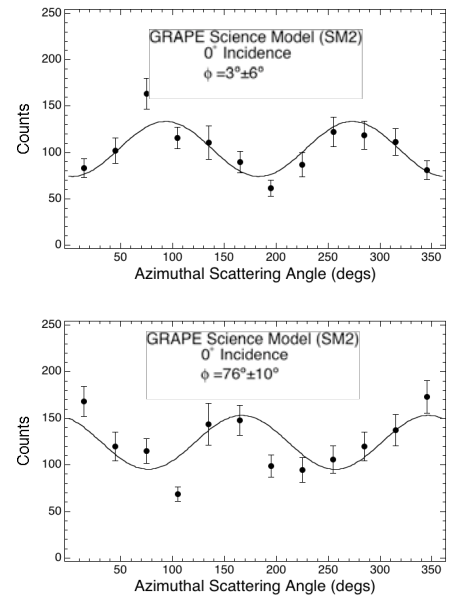 250
GRAPE Science Model (SM2)
0° Incidence
ϕ =3º±6º
200
150
Counts
100
50
0
50 100 150 200 250 300 350
Azimuthal Scattering Angle (degs)
250
GRAPE Science Model (SM2)
0° Incidence
ϕ =76º±10º
200
150
Counts
100
50
0
50 100 150 200 250 300 350
Azimuthal Scattering Angle (degs)